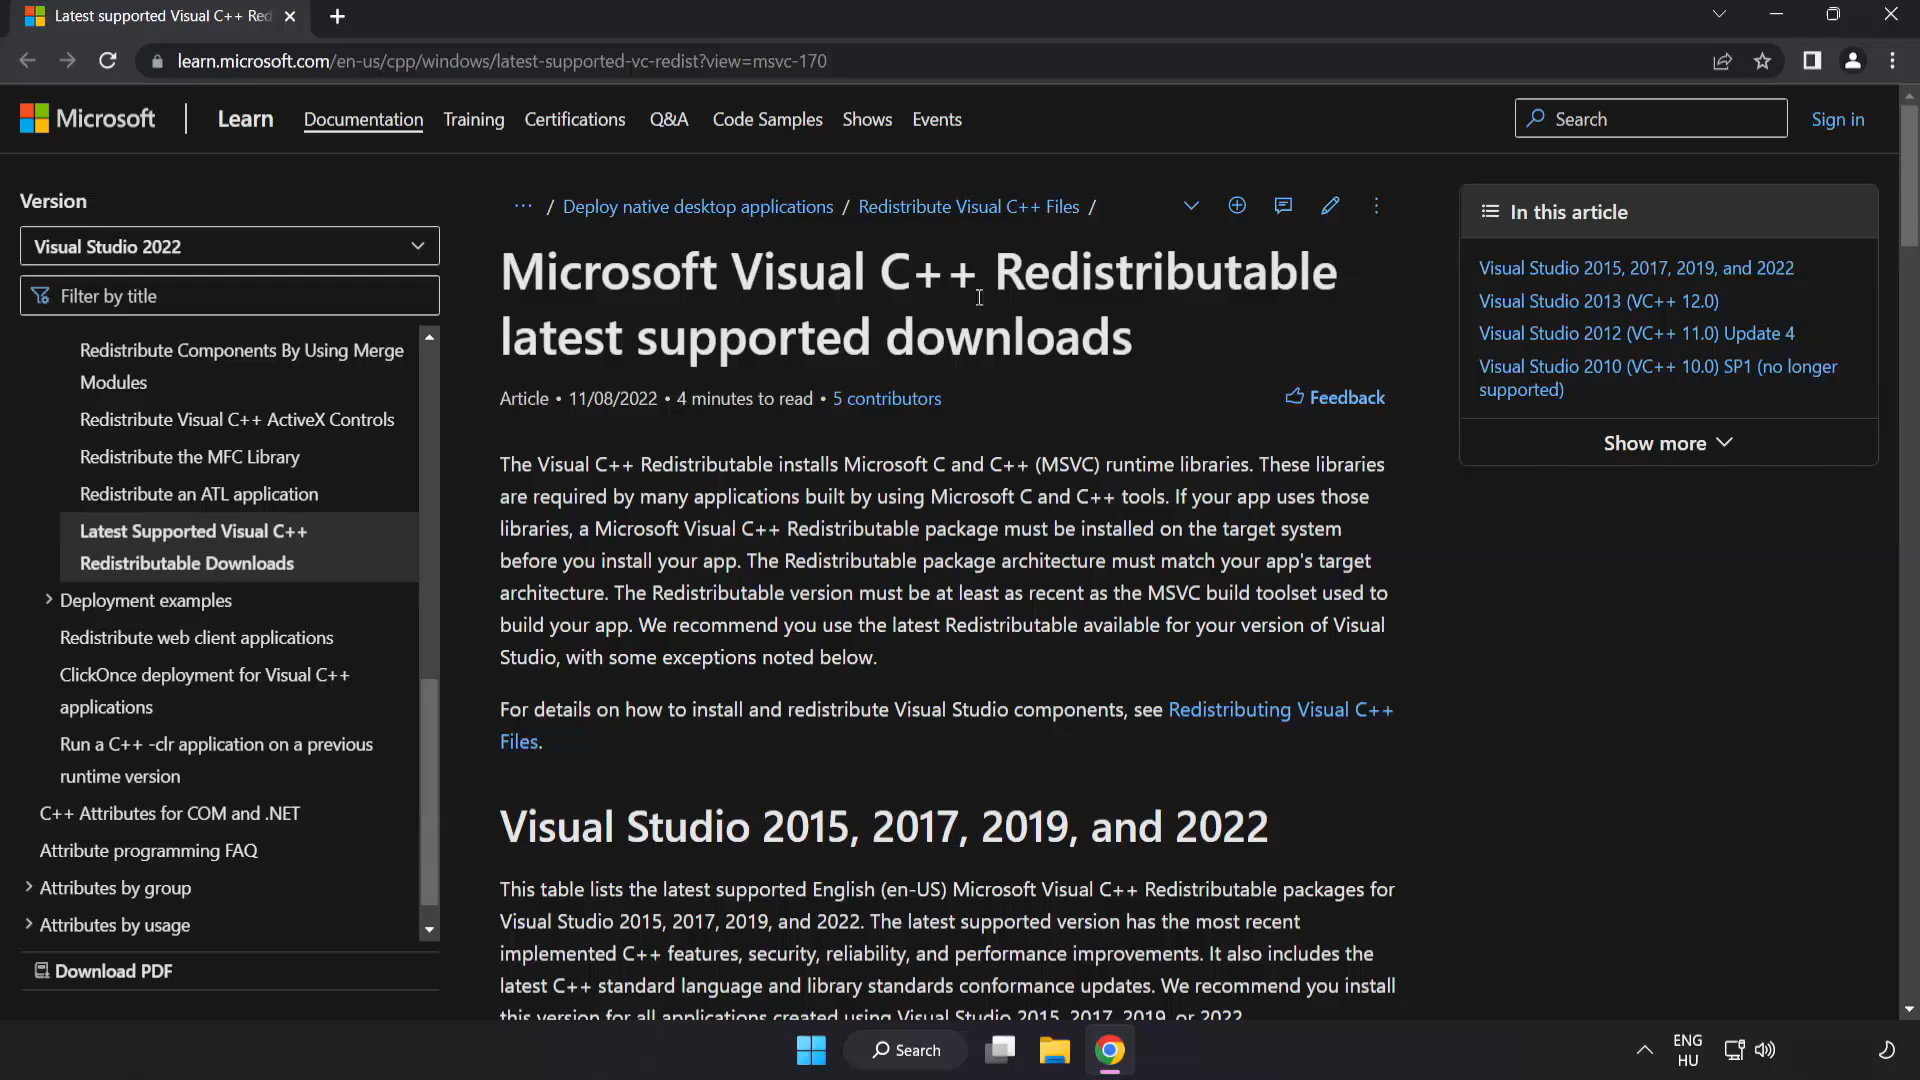 Latest supported Visual C++ Red
learn.microsoft.com/en-us/cpp/windows/latest-supported-vc-redist?view=msvc-170
Microsoft
Learn
Documentation
Training
Certifications
Q&A
Code Samples
Shows
Events
Search
Sign in
Version
Visual Studio 2022
Filter by title
Redistribute Components By Using Merge
Modules
Redistribute Visual C++ ActiveX Controls
Redistribute the MFC Library
Redistribute an ATL application
Latest Supported Visual C++
Redistributable Downloads
Deployment examples
Redistribute web client applications
ClickOnce deployment for Visual C++
applications
Run a C++ -clr application on a previous
runtime version
C++ Attributes for COM and .NET
Attribute programming FAQ
Attributes by group
Attributes by usage
Download PDF
··· / Deploy native desktop applications / Redistribute Visual C++ Files /
Microsoft Visual C++ Redistributable
latest supported downloads
Article • 11/08/2022 • 4 minutes to read • 5 contributors
Feedback
The Visual C++ Redistributable installs Microsoft C and C++ (MSVC) runtime libraries. These libraries
are required by many applications built by using Microsoft C and C++ tools. If your app uses those
libraries, a Microsoft Visual C++ Redistributable package must be installed on the target system
before you install your app. The Redistributable package architecture must match your app's target
architecture. The Redistributable version must be at least as recent as the MSVC build toolset used to
build your app. We recommend you use the latest Redistributable available for your version of Visual
Studio, with some exceptions noted below.
For details on how to install and redistribute Visual Studio components, see Redistributing Visual C++
Files.
Visual Studio 2015, 2017, 2019, and 2022
This table lists the latest supported English (en-US) Microsoft Visual C++ Redistributable packages for
Visual Studio 2015, 2017, 2019, and 2022. The latest supported version has the most recent
implemented C++ features, security, reliability, and performance improvements. It also includes the
latest C++ standard language and library standards conformance updates. We recommend you install
this version for all applications created using Visual Studio 2015, 2017, 2019, or 2022.
In this article
Visual Studio 2015, 2017, 2019, and 2022
Visual Studio 2013 (VC++ 12.0)
Visual Studio 2012 (VC++ 11.0) Update 4
Visual Studio 2010 (VC++ 10.0) SP1 (no longer
supported)
Show more
Search
ENG
HU